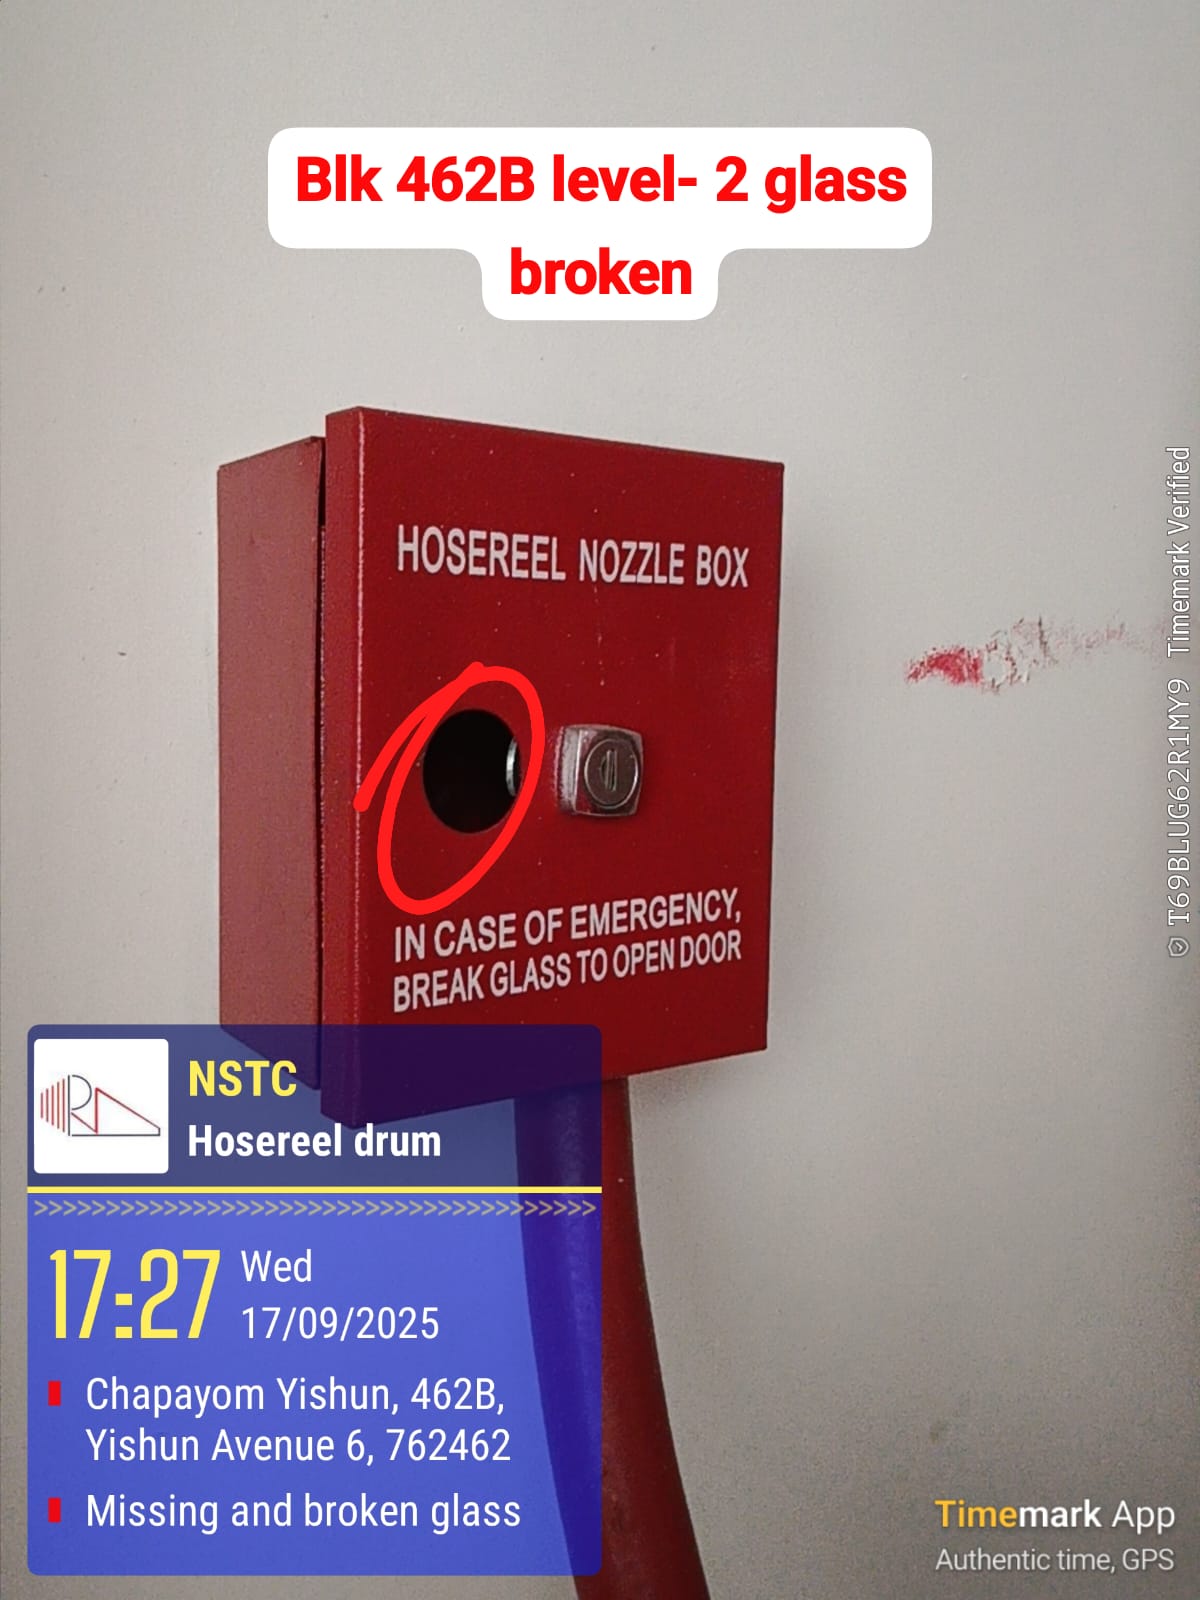 Blk 462B level- 2 glass
broken
HOSEREEL NOZZLE BOX
IN CASE OF EMERGENCY,
BREAK GLASS TO OPEN DOOR
NSTC
Hosereel drum
>>>>>>>>>>>>>>>>>>>>>>>>>>>>>>>>>>>>>>>
17:27
Wed
17/09/2025
Chapayom Yishun, 462B,
Yishun Avenue 6, 762462
Missing and broken glass
T69BLUG62R1MY9 Timemark Verified
Timemark App
Authentic time, GPS